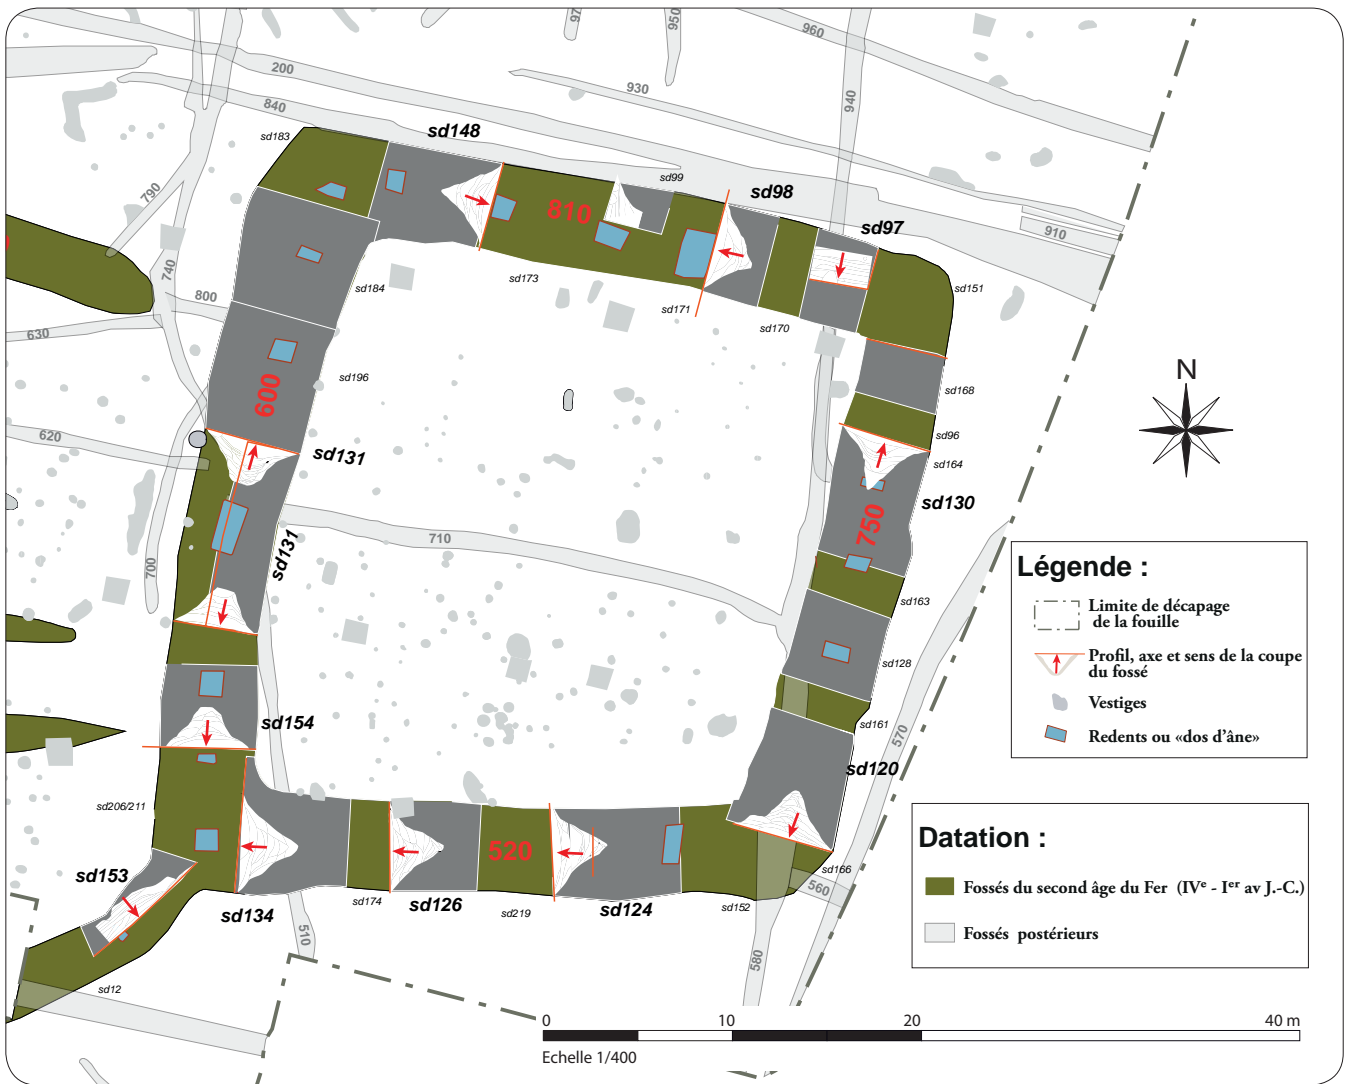 970
950
960
200
930
940
840
sd183
sd148
sd99
790
sd98
810
sd97
910
740
sd173
sd184
800
sd171
sd151
sd170
630
600
sd196
sd168
620
sd96
sd131
sd164
sd130
750
710
sd131
700
sd163
sd128
sd154
sd161
570
sd120
sd206/211
520
sd153
sd166
560
sd134
sd174
sd126
sd219
sd124
sd152
510
580
sd12
N
Légende :
Limite de décapage
de la fouille
Profil, axe et sens de la coupe
du fossé
Vestiges
Redents ou «dos d’âne»
Datation :
Fossés du second âge du Fer (IVe - Ier av J.-C.)
Fossés postérieurs
0 10 20 40 m
Echelle 1/400